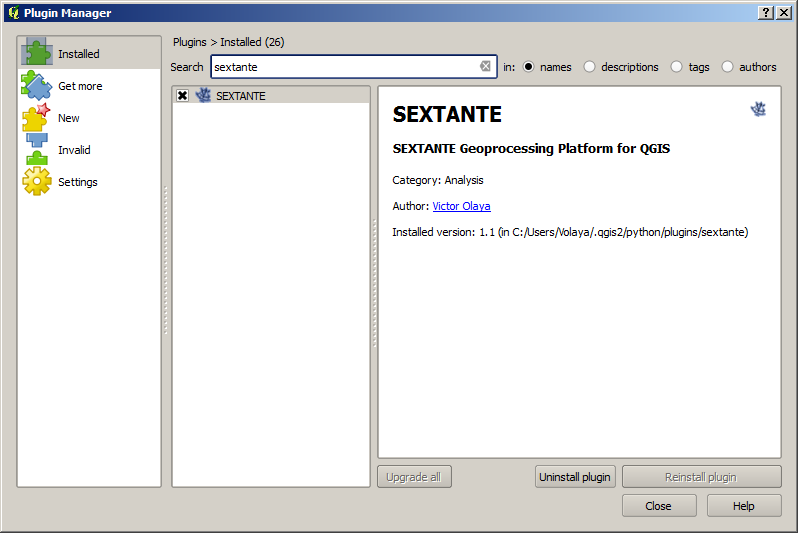 Plugin Manager
Installed
Get more
New
Invalid
Settings
Plugins > Installed (26)
Search sextante in: names descriptions tags authors
SEXTANTE
SEXTANTE
SEXTANTE Geoprocessing Platform for QGIS
Category: Analysis
Author: Victor Olaya
Installed version: 1.1 (in C:/Users/Volaya/.qgis2/python/plugins/sextante)
Upgrade all Uninstall plugin Reinstall plugin
Close Help